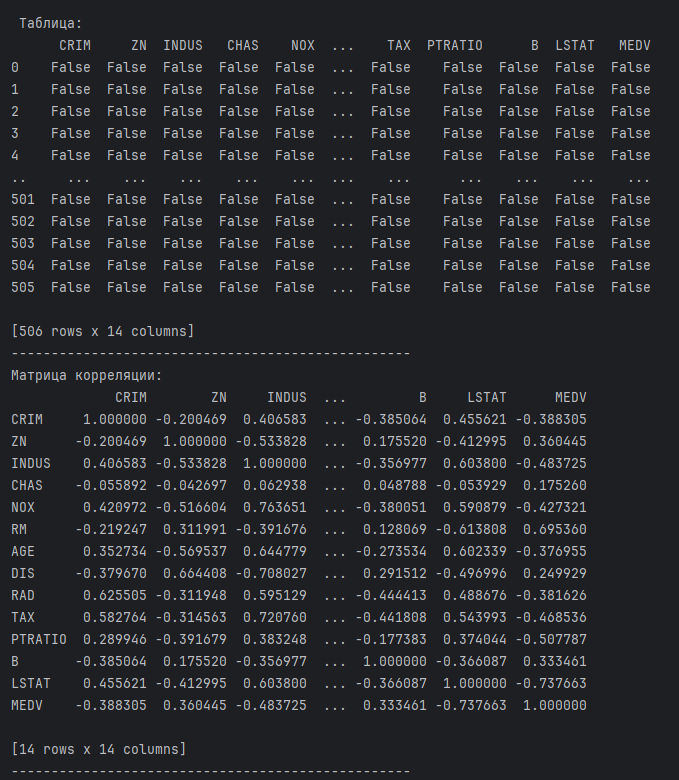 Таблица:
CRIM ZN INDUS CHAS NOX ... TAX PTRATIO B LSTAT MEDV
0 False False False False False ... False False False False False
1 False False False False False ... False False False False False
2 False False False False False ... False False False False False
3 False False False False False ... False False False False False
4 False False False False False ... False False False False False
.. ... ... ... ... ... ... ... ... ... ... ...
501 False False False False False ... False False False False False
502 False False False False False ... False False False False False
503 False False False False False ... False False False False False
504 False False False False False ... False False False False False
505 False False False False False ... False False False False False
[506 rows x 14 columns]
--------------------------------------------------
Матрица корреляции:
CRIM ZN INDUS ... B LSTAT MEDV
CRIM 1.000000 -0.200469 0.406583 ... -0.385064 0.455621 -0.388305
ZN -0.200469 1.000000 -0.533828 ... 0.175520 -0.412995 0.360445
INDUS 0.406583 -0.533828 1.000000 ... -0.356977 0.603800 -0.483725
CHAS -0.055892 -0.042697 0.062938 ... 0.048788 -0.053929 0.175260
NOX 0.420972 -0.516604 0.763651 ... -0.380051 0.590879 -0.427321
RM -0.219247 0.311991 -0.391676 ... 0.128069 -0.613808 0.695360
AGE 0.352734 -0.569537 0.644779 ... -0.273534 0.602339 -0.376955
DIS -0.379670 0.664408 -0.708027 ... 0.291512 -0.496996 0.249929
RAD 0.625505 -0.311948 0.595129 ... -0.444413 0.488676 -0.381626
TAX 0.582764 -0.314563 0.720760 ... -0.441808 0.543993 -0.468536
PTRATIO 0.289946 -0.391679 0.383248 ... -0.177383 0.374044 -0.507787
B -0.385064 0.175520 -0.356977 ... 1.000000 -0.366087 0.333461
LSTAT 0.455621 -0.412995 0.603800 ... -0.366087 1.000000 -0.737663
MEDV -0.388305 0.360445 -0.483725 ... 0.333461 -0.737663 1.000000
[14 rows x 14 columns]
--------------------------------------------------